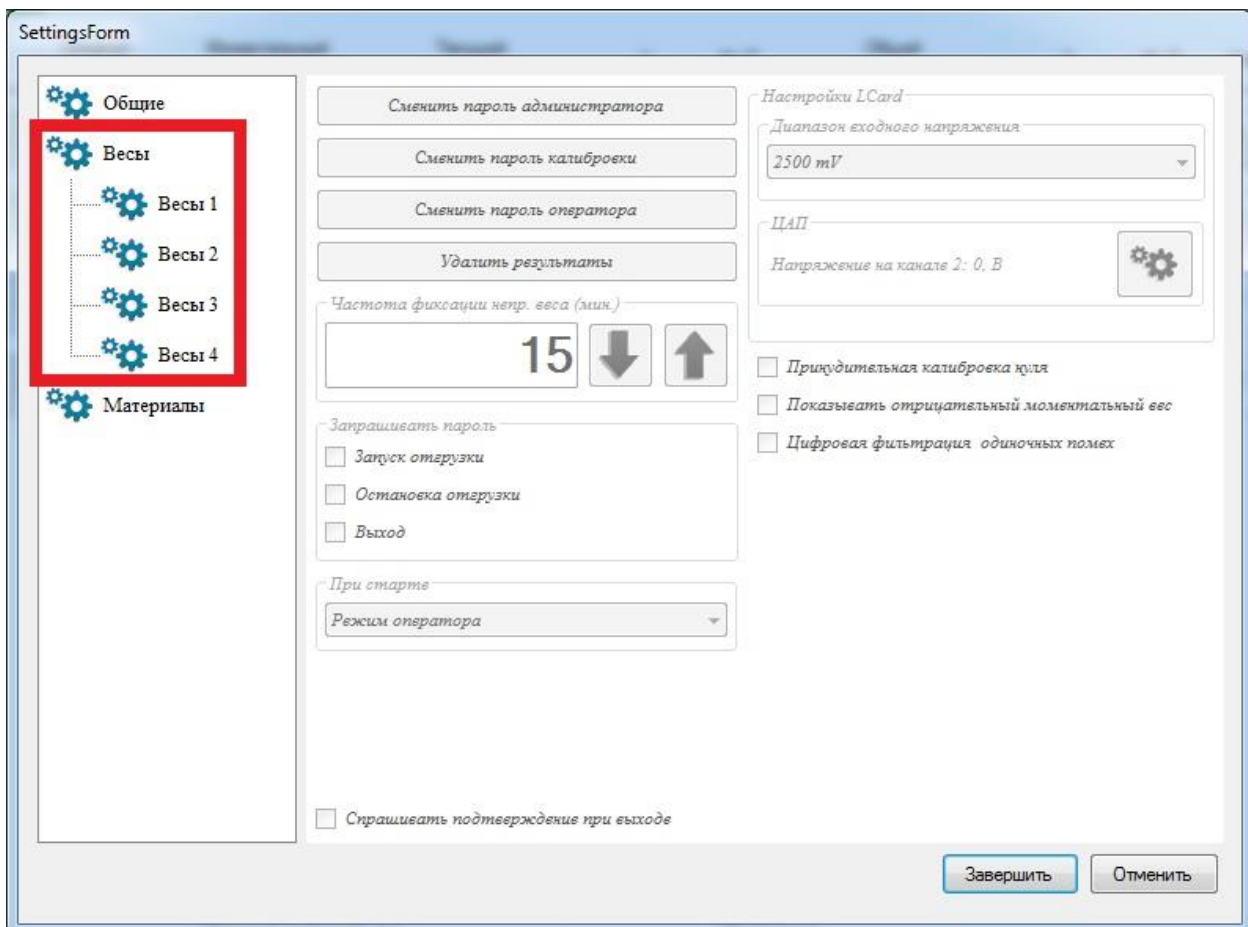 SettingsForm
Общие
Весы
Весы 1
Весы 2
Весы 3
Весы 4
Материалы
Сменить пароль администратора
Сменить пароль калибровки
Сменить пароль оператора
Удалить результаты
Частота фиксации непр. веса (мин.)
15
Запрашивать пароль
Запуск отгрузки
Остановка отгрузки
Выход
При старте
Режим оператора
Спрашивать подтверждение при выходе
Настройки LCard
Диапазон входного напряжения
2500 mV
ЦАП
Напряжение на канале 2: 0, В
Принудительная калибровка нуля
Показывать отрицательный моментальный вес
Цифровая фильтрация одиночных помех
Завершить
Отменить